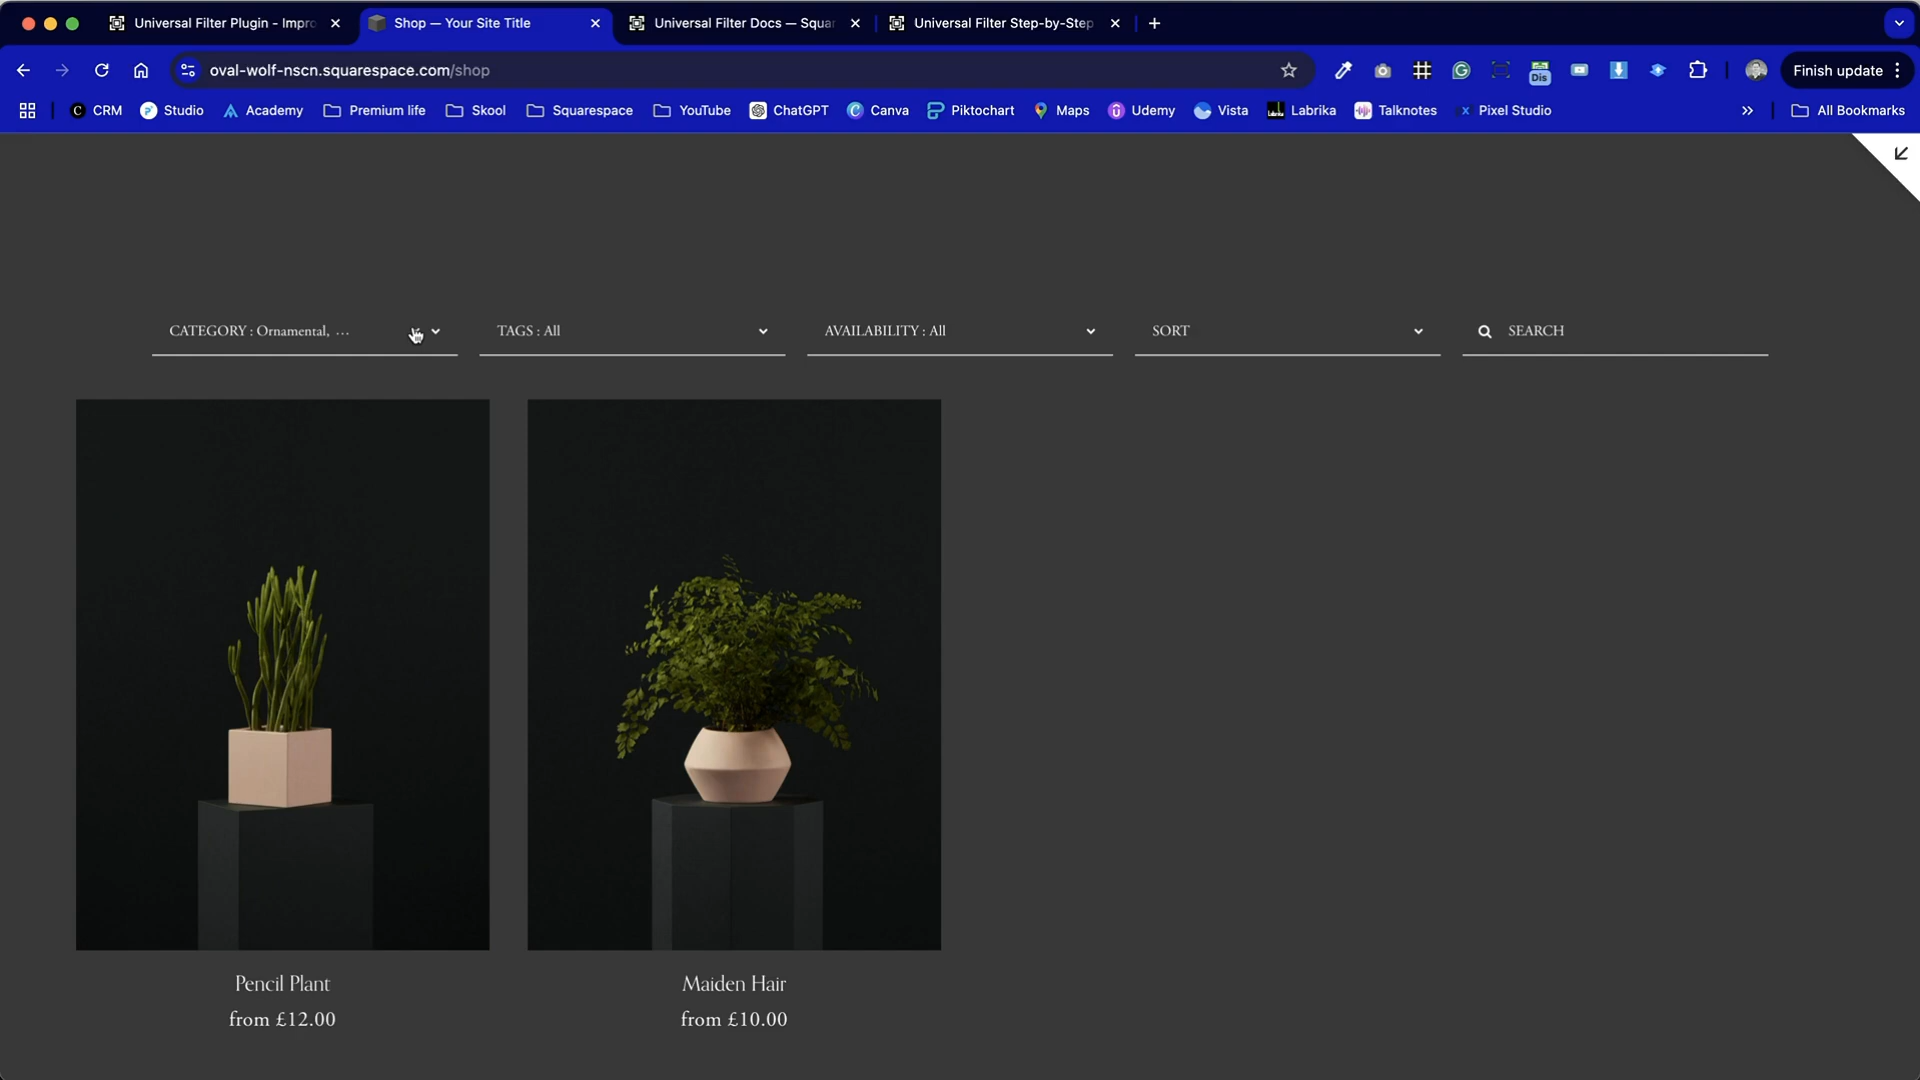 Universal Filter Plugin - Impro
Shop — Your Site Title
Universal Filter Docs — Squar
Universal Filter Step-by-Step
oval-wolf-nscn.squarespace.com/shop
Dis
Finish update
CRM
Studio
Academy
Premium life
Skool
Squarespace
YouTube
ChatGPT
Canva
Piktochart
Maps
Udemy
Vista
Labrika
Labrika
Talknotes
Pixel Studio
All Bookmarks
CATEGORY : Ornamental, ...
TAGS : All
AVAILABILITY : All
SORT
SEARCH
Pencil Plant
from £12.00
Maiden Hair
from £10.00